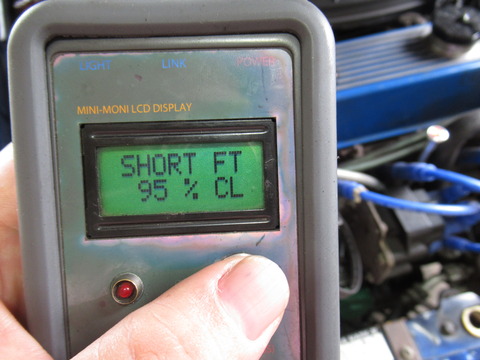 LIGHT LINK POWER
MINI-MONI LCD DISPLAY
SHORT FT
95 % CL